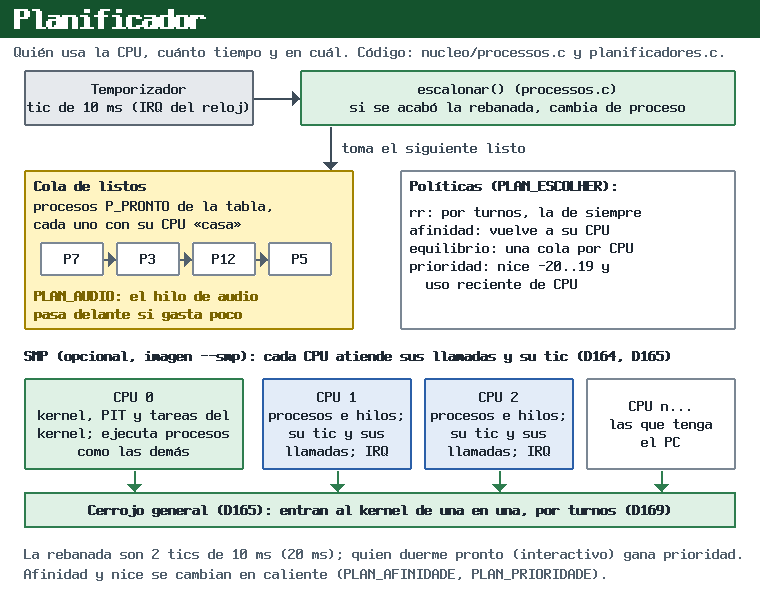 Planificador
Quién usa la CPU, cuánto tiempo y en cuál. Código: nucleo/processos.c y planificadores.c.
Temporizador
tic de 10 ms (IRQ del reloj)
escalonar() (processos.c)
si se acabó la rebanada, cambia de proceso
toma el siguiente listo
Cola de listos
procesos P_PRONTO de la tabla,
cada uno con su CPU «casa»
P7
P3
P12
P5
PLAN_AUDIO: el hilo de audio
pasa delante si gasta poco
Políticas (PLAN_ESCOLHER):
rr: por turnos, la de siempre
afinidad: vuelve a su CPU
equilibrio: una cola por CPU
prioridad: nice -20..19 y
uso reciente de CPU
SMP (opcional, imagen --smp): cada CPU atiende sus llamadas y su tic (D164, D165)
CPU 0
kernel, PIT y tareas del
kernel; ejecuta procesos
como las demás
CPU 1
procesos e hilos;
su tic y sus
llamadas; IRQ
CPU 2
procesos e hilos;
su tic y sus
llamadas; IRQ
CPU n...
las que tenga
el PC
Cerrojo general (D165): entran al kernel de una en una, por turnos (D169)
La rebanada son 2 tics de 10 ms (20 ms); quien duerme pronto (interactivo) gana prioridad.
Afinidad y nice se cambian en caliente (PLAN_AFINIDADE, PLAN_PRIORIDADE).